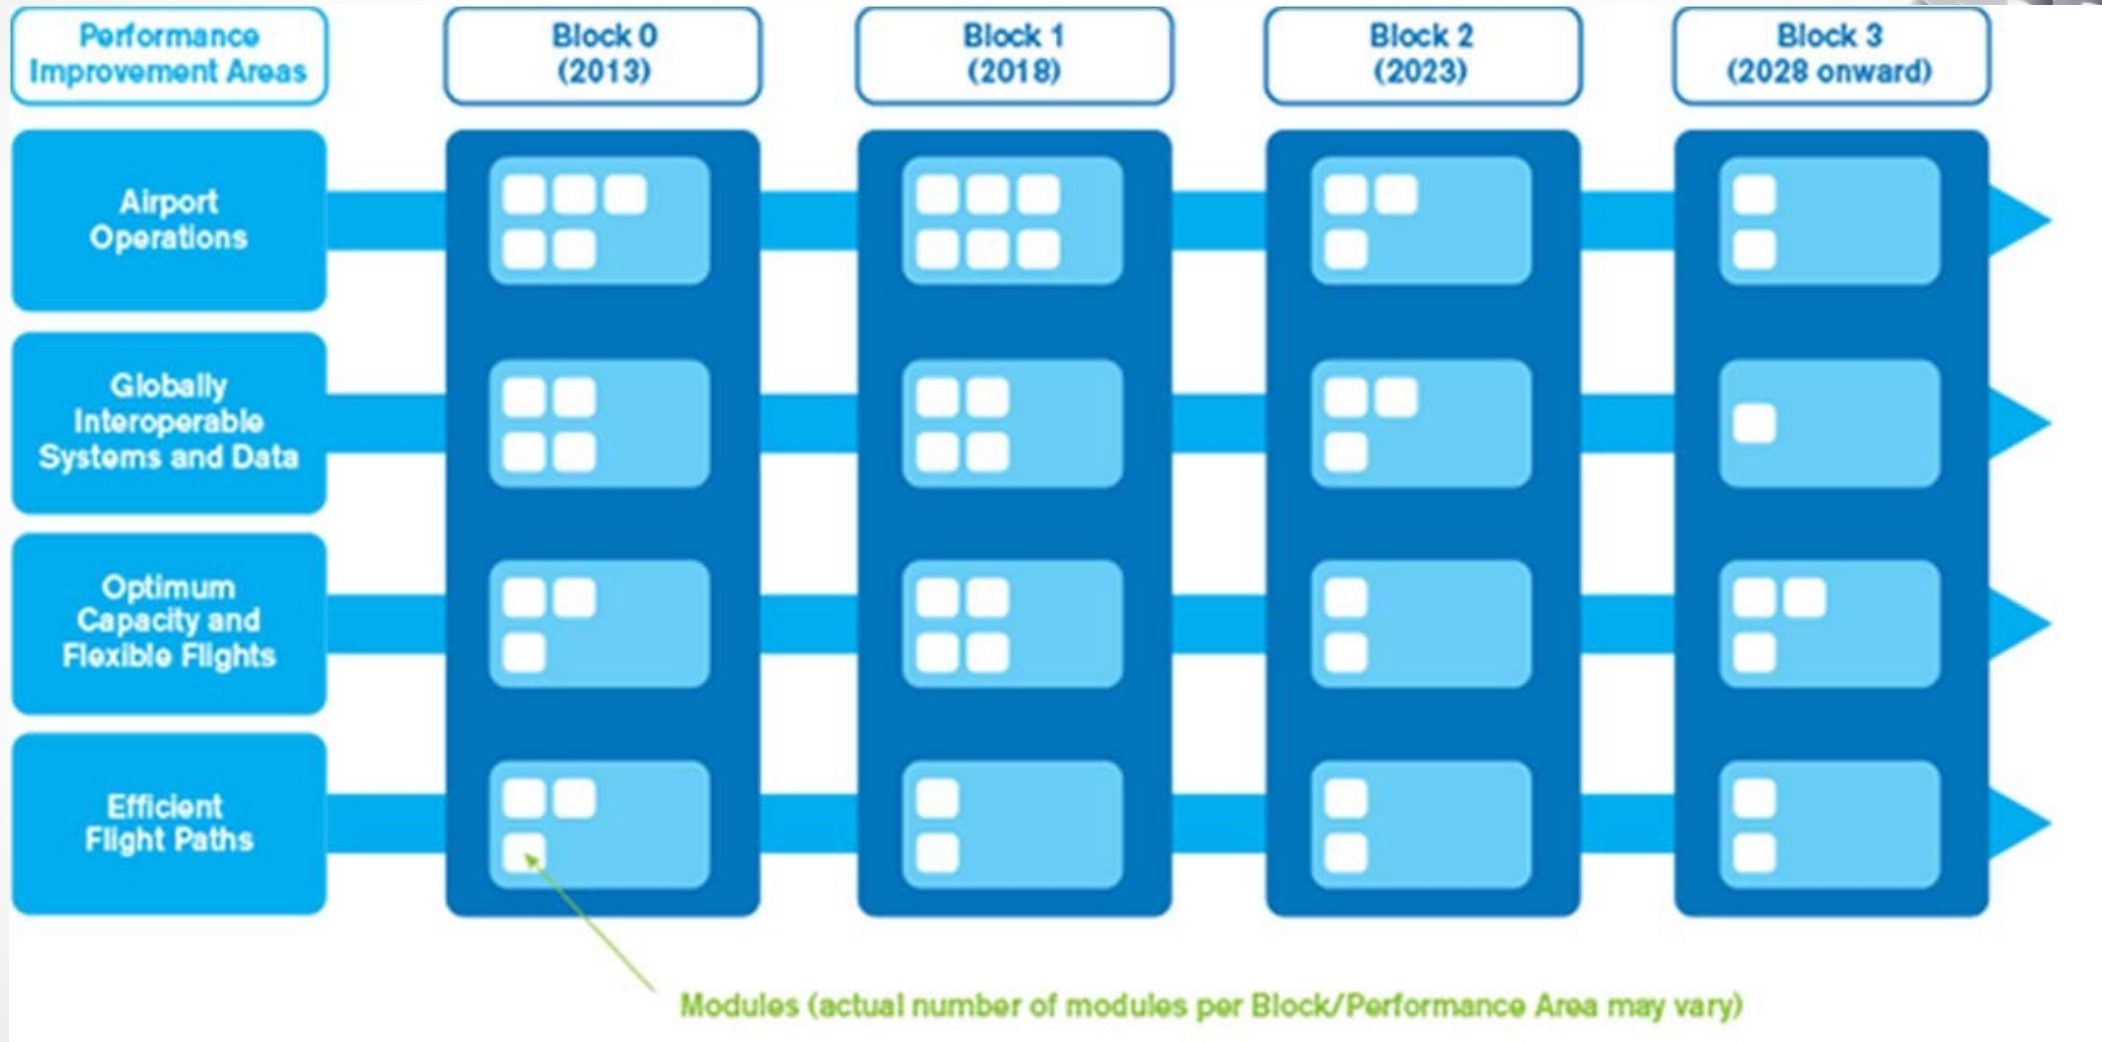 Performance
Improvement Areas
Block 0
(2013)
Block 1
(2018)
Block 2
(2023)
Block 3
(2028 onward)
Airport
Operations
Globally
Interoperable
Systems and Data
Optimum
Capacity and
Flexible Flights
Efficient
Flight Paths
Modules (actual number of modules per Block/Performance Area may vary)